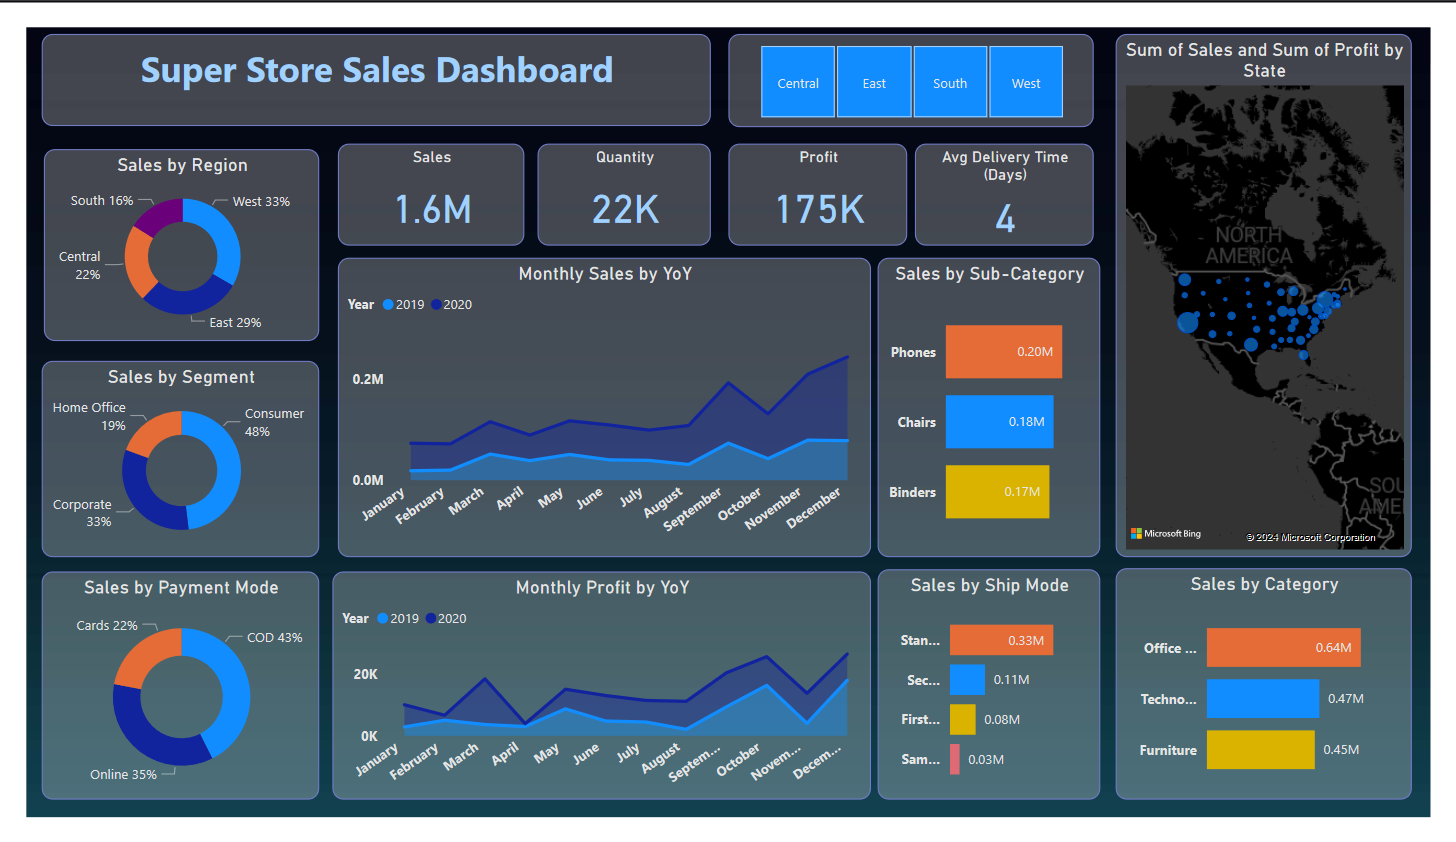 Super Store Sales Dashboard
Central
East
South
West
Sum of Sales and Sum of Profit by
State
Sales by Region
South 16%
West 33%
Central
22%
East 29%
Sales
1.6M
Quantity
22K
Profit
175K
Avg Delivery Time
(Days)
4
Monthly Sales by YoY
Year 2019 2020
0.2M
0.0M
January
February
March
April
May
June
July
August
September
October
November
December
Sales by Sub-Category
Phones 0.20M
Chairs 0.18M
Binders 0.17M
NORTH
AMERICA
SOU
AME
Microsoft Bing
© 2024 Microsoft Corporation
Sales by Segment
Home Office
19%
Consumer
48%
Corporate
33%
Sales by Payment Mode
Cards 22%
COD 43%
Online 35%
Monthly Profit by YoY
Year 2019 2020
20K
0K
January
February
March
April
May
June
July
August
Septem...
October
Novem...
Decem...
Sales by Ship Mode
Stan... 0.33M
Sec... 0.11M
First... 0.08M
Sam... 0.03M
Sales by Category
Office ... 0.64M
Techno... 0.47M
Furniture 0.45M